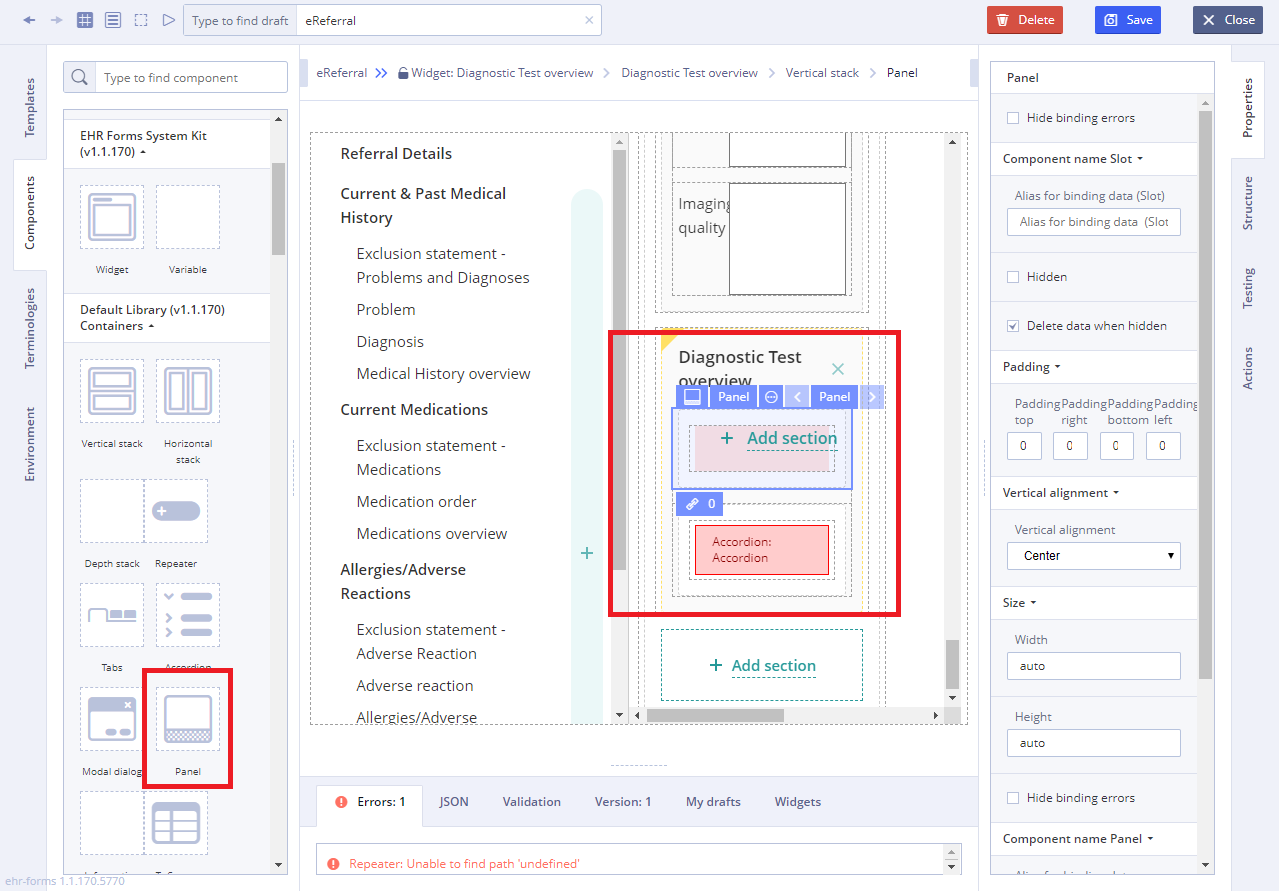 Type to find draft
eReferral
Delete
Save
Close
Templates
Components
Terminologies
Environment
Type to find component
EHR Forms System Kit
(v1.1.170)
Widget
Variable
Default Library (v1.1.170)
Containers
Vertical stack
Horizontal
stack
Depth stack
Repeater
Tabs
Accordion
Modal dialog
Panel
ehr-forms 1.1.170.5770
eReferral
Widget: Diagnostic Test overview
Diagnostic Test overview
Vertical stack
Panel
Referral Details
Current & Past Medical
History
Exclusion statement -
Problems and Diagnoses
Problem
Diagnosis
Medical History overview
Current Medications
Exclusion statement -
Medications
Medication order
Medications overview
Allergies/Adverse
Reactions
Exclusion statement -
Adverse Reaction
Adverse reaction
Allergies/Adverse
Imaging
quality
Diagnostic Test
overview
Panel
Panel
Add section
0
Accordion:
Accordion
Add section
Errors: 1
JSON
Validation
Version: 1
My drafts
Widgets
Repeater: Unable to find path 'undefined'
Panel
Hide binding errors
Component name Slot
Alias for binding data (Slot)
Alias for binding data (Slot
Hidden
Delete data when hidden
Padding
Padding top
Padding right
Padding bottom
Padding left
0
0
0
0
Vertical alignment
Vertical alignment
Center
Size
Width
auto
Height
auto
Hide binding errors
Component name Panel
Properties
Structure
Testing
Actions